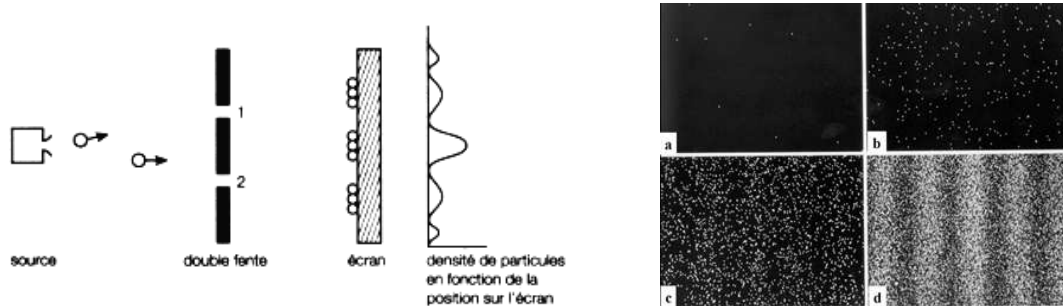 1
2
source
double fente
écran
densité de particules
en fonction de la
position sur l'écran
a
b
c
d